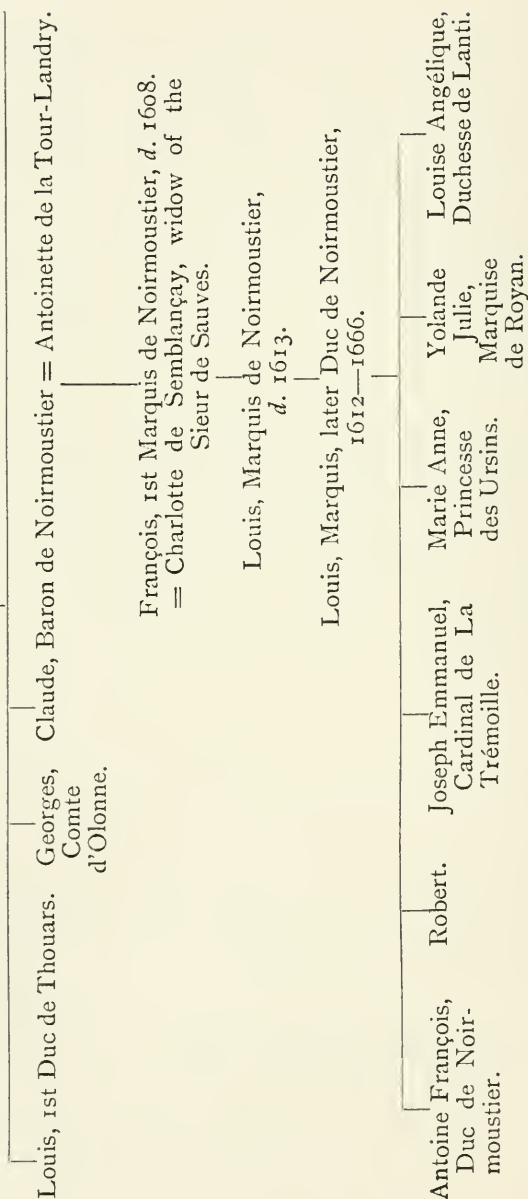 Louis, 1st Duc de Thouars.
Georges,
Comte
d'Olonne.
Claude, Baron de Noirmoustier = Antoinette de la Tour-Landry.
François, 1st Marquis de Noirmoustier, d. 1608.
= Charlotte de Semblançay, widow of the
Sieur de Sauves.
Louis, Marquis de Noirmoustier,
d. 1613.
Louis, Marquis, later Duc de Noirmoustier,
1612—1666.
Antoine François,
Duc de Noir-
moustier.
Robert.
Joseph Emmanuel,
Cardinal de La
Trémoille.
Marie Anne,
Princesse
des Ursins.
Yolande
Julie,
Marquise
de Royan.
Louise Angélique,
Duchesse de Lanti.